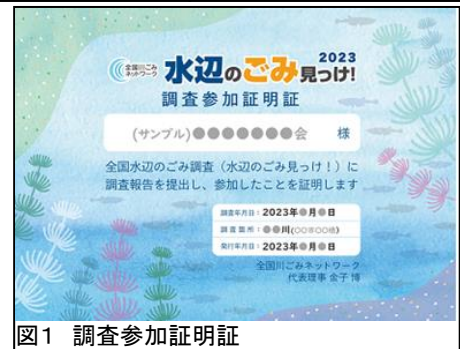 全国川ごみ
ネットワーク
水辺のごみ見っけ!
2023
調査参加証明証
(サンプル)●●●●●●●会 様
全国水辺のごみ調査(水辺のごみ見っけ!)に
調査報告を提出し、参加したことを証明します
調査年月日:2023年●月●日
調査箇所:●●川(○○市○○地)
発行年月日:2023年●月●日
全国川ごみネットワーク
代表理事 金子 博
図1 調査参加証明証